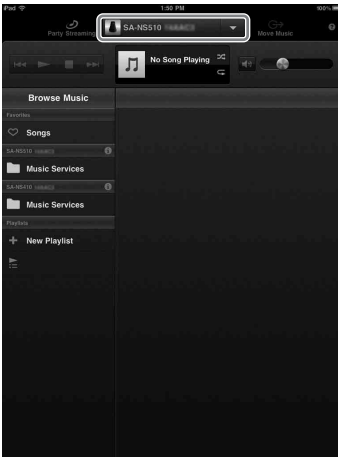 iPad 1:50 PM 100%
Party Streaming
SA-NS510
Move Music
No Song Playing
Browse Music
Favorites
Songs
SA-NS510
Music Services
SA-NS410
Music Services
Playlists
New Playlist